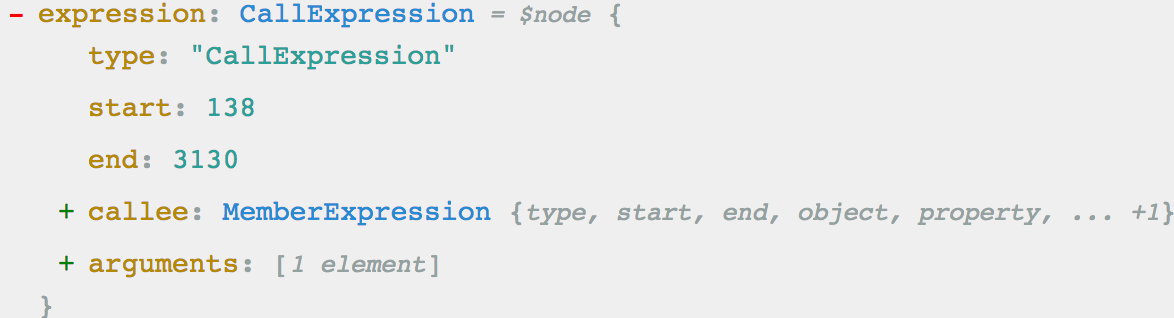 - expression: CallExpression = $node {
type: "CallExpression"
start: 138
end: 3130
+ callee: MemberExpression {type, start, end, object, property, ... +1}
+ arguments: [1 element]
}